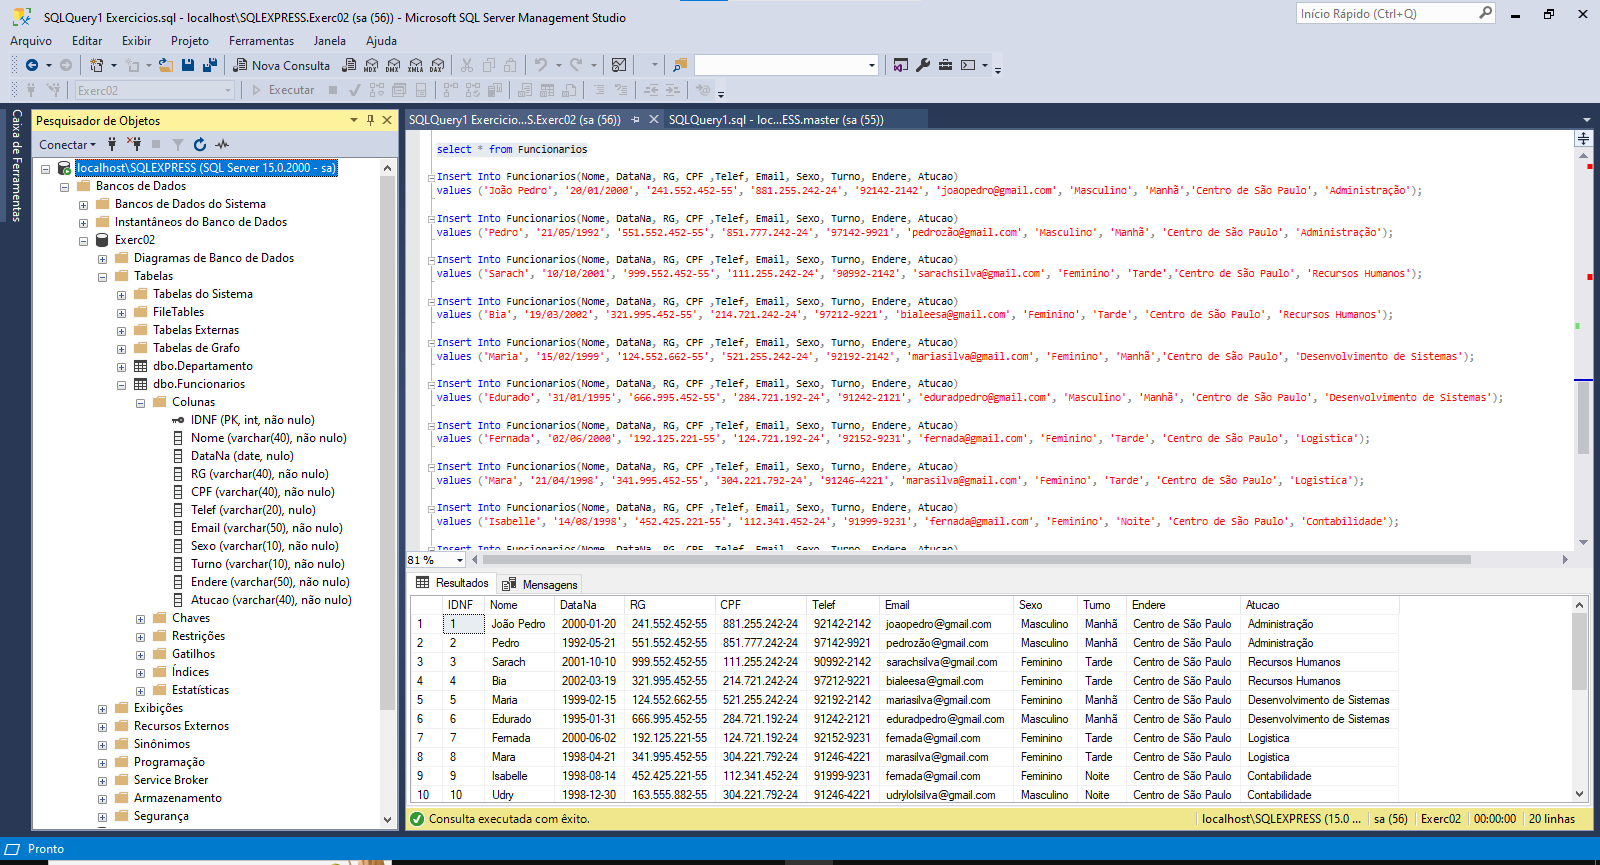 SQLQuery1 Exercicios.sql - localhost\SQLEXPRESS.Exerc02 (sa (56)) - Microsoft SQL Server Management Studio
Início Rápido (Ctrl+Q)
Arquivo Editar Exibir Projeto Ferramentas Janela Ajuda
Nova Consulta MDX DMX XMLA DAX
Exerc02 Executar
Caixa de Ferramentas
Pesquisador de Objetos
Conectar
localhost\SQLEXPRESS (SQL Server 15.0.2000 - sa)
Bancos de Dados
Bancos de Dados do Sistema
Instantâneos do Banco de Dados
Exerc02
Diagramas de Banco de Dados
Tabelas
Tabelas do Sistema
FileTables
Tabelas Externas
Tabelas de Grafo
dbo.Departamento
dbo.Funcionarios
Colunas
IDNF (PK, int, não nulo)
Nome (varchar(40), não nulo)
DataNa (date, nulo)
RG (varchar(40), não nulo)
CPF (varchar(40), não nulo)
Telef (varchar(20), nulo)
Email (varchar(50), não nulo)
Sexo (varchar(10), não nulo)
Turno (varchar(10), não nulo)
Endere (varchar(50), não nulo)
Atucao (varchar(40), não nulo)
Chaves
Restrições
Gatilhos
Índices
Estatísticas
Exibições
Recursos Externos
Sinônimos
Programação
Service Broker
Armazenamento
Segurança
SQLQuery1 Exercicio...S.Exerc02 (sa (56)) SQLQuery1.sql - loc...ESS.master (sa (55))
select * from Funcionarios
Insert Into Funcionarios(Nome, DataNa, RG, CPF ,Telef, Email, Sexo, Turno, Endere, Atucao)
values ('João Pedro', '20/01/2000', '241.552.452-55', '881.255.242-24', '92142-2142', 'joaopedro@gmail.com', 'Masculino', 'Manhã','Centro de São Paulo', 'Administração');
Insert Into Funcionarios(Nome, DataNa, RG, CPF ,Telef, Email, Sexo, Turno, Endere, Atucao)
values ('Pedro', '21/05/1992', '551.552.452-55', '851.777.242-24', '97142-9921', 'pedrozão@gmail.com', 'Masculino', 'Manhã', 'Centro de São Paulo', 'Administração');
Insert Into Funcionarios(Nome, DataNa, RG, CPF ,Telef, Email, Sexo, Turno, Endere, Atucao)
values ('Sarach', '10/10/2001', '999.552.452-55', '111.255.242-24', '90992-2142', 'sarachsilva@gmail.com', 'Feminino', 'Tarde','Centro de São Paulo', 'Recursos Humanos');
Insert Into Funcionarios(Nome, DataNa, RG, CPF ,Telef, Email, Sexo, Turno, Endere, Atucao)
values ('Bia', '19/03/2002', '321.995.452-55', '214.721.242-24', '97212-9221', 'bialeesa@gmail.com', 'Feminino', 'Tarde', 'Centro de São Paulo', 'Recursos Humanos');
Insert Into Funcionarios(Nome, DataNa, RG, CPF ,Telef, Email, Sexo, Turno, Endere, Atucao)
values ('Maria', '15/02/1999', '124.552.662-55', '521.255.242-24', '92192-2142', 'mariasilva@gmail.com', 'Feminino', 'Manhã','Centro de São Paulo', 'Desenvolvimento de Sistemas');
Insert Into Funcionarios(Nome, DataNa, RG, CPF ,Telef, Email, Sexo, Turno, Endere, Atucao)
values ('Edurado', '31/01/1995', '666.995.452-55', '284.721.192-24', '91242-2121', 'eduradpedro@gmail.com', 'Masculino', 'Manhã', 'Centro de São Paulo', 'Desenvolvimento de Sistemas');
Insert Into Funcionarios(Nome, DataNa, RG, CPF ,Telef, Email, Sexo, Turno, Endere, Atucao)
values ('Fernada', '02/06/2000', '192.125.221-55', '124.721.192-24', '92152-9231', 'fernada@gmail.com', 'Feminino', 'Tarde', 'Centro de São Paulo', 'Logistica');
Insert Into Funcionarios(Nome, DataNa, RG, CPF ,Telef, Email, Sexo, Turno, Endere, Atucao)
values ('Mara', '21/04/1998', '341.995.452-55', '304.221.792-24', '91246-4221', 'marasilva@gmail.com', 'Feminino', 'Tarde', 'Centro de São Paulo', 'Logistica');
Insert Into Funcionarios(Nome, DataNa, RG, CPF ,Telef, Email, Sexo, Turno, Endere, Atucao)
values ('Isabelle', '14/08/1998', '452.425.221-55', '112.341.452-24', '91999-9231', 'fernada@gmail.com', 'Feminino', 'Noite', 'Centro de São Paulo', 'Contabilidade');
Insert Into Funcionarios(Nome, DataNa, RG, CPF ,Telef, Email, Sexo, Turno, Endere, Atucao)
81 %
Resultados Mensagens
IDNF Nome DataNa RG CPF Telef Email Sexo Turno Endere Atucao
1 1 João Pedro 2000-01-20 241.552.452-55 881.255.242-24 92142-2142 joaopedro@gmail.com Masculino Manhã Centro de São Paulo Administração
2 2 Pedro 1992-05-21 551.552.452-55 851.777.242-24 97142-9921 pedrozão@gmail.com Masculino Manhã Centro de São Paulo Administração
3 3 Sarach 2001-10-10 999.552.452-55 111.255.242-24 90992-2142 sarachsilva@gmail.com Feminino Tarde Centro de São Paulo Recursos Humanos
4 4 Bia 2002-03-19 321.995.452-55 214.721.242-24 97212-9221 bialeesa@gmail.com Feminino Tarde Centro de São Paulo Recursos Humanos
5 5 Maria 1999-02-15 124.552.662-55 521.255.242-24 92192-2142 mariasilva@gmail.com Feminino Manhã Centro de São Paulo Desenvolvimento de Sistemas
6 6 Edurado 1995-01-31 666.995.452-55 284.721.192-24 91242-2121 eduradpedro@gmail.com Masculino Manhã Centro de São Paulo Desenvolvimento de Sistemas
7 7 Fernada 2000-06-02 192.125.221-55 124.721.192-24 92152-9231 fernada@gmail.com Feminino Tarde Centro de São Paulo Logistica
8 8 Mara 1998-04-21 341.995.452-55 304.221.792-24 91246-4221 marasilva@gmail.com Feminino Tarde Centro de São Paulo Logistica
9 9 Isabelle 1998-08-14 452.425.221-55 112.341.452-24 91999-9231 fernada@gmail.com Feminino Noite Centro de São Paulo Contabilidade
10 10 Udry 1998-12-30 163.555.882-55 304.221.792-24 91246-4221 udrylolsilva@gmail.com Masculino Noite Centro de São Paulo Contabilidade
Consulta executada com êxito. localhost\SQLEXPRESS (15.0 ... sa (56) Exerc02 00:00:00 20 linhas
Pronto